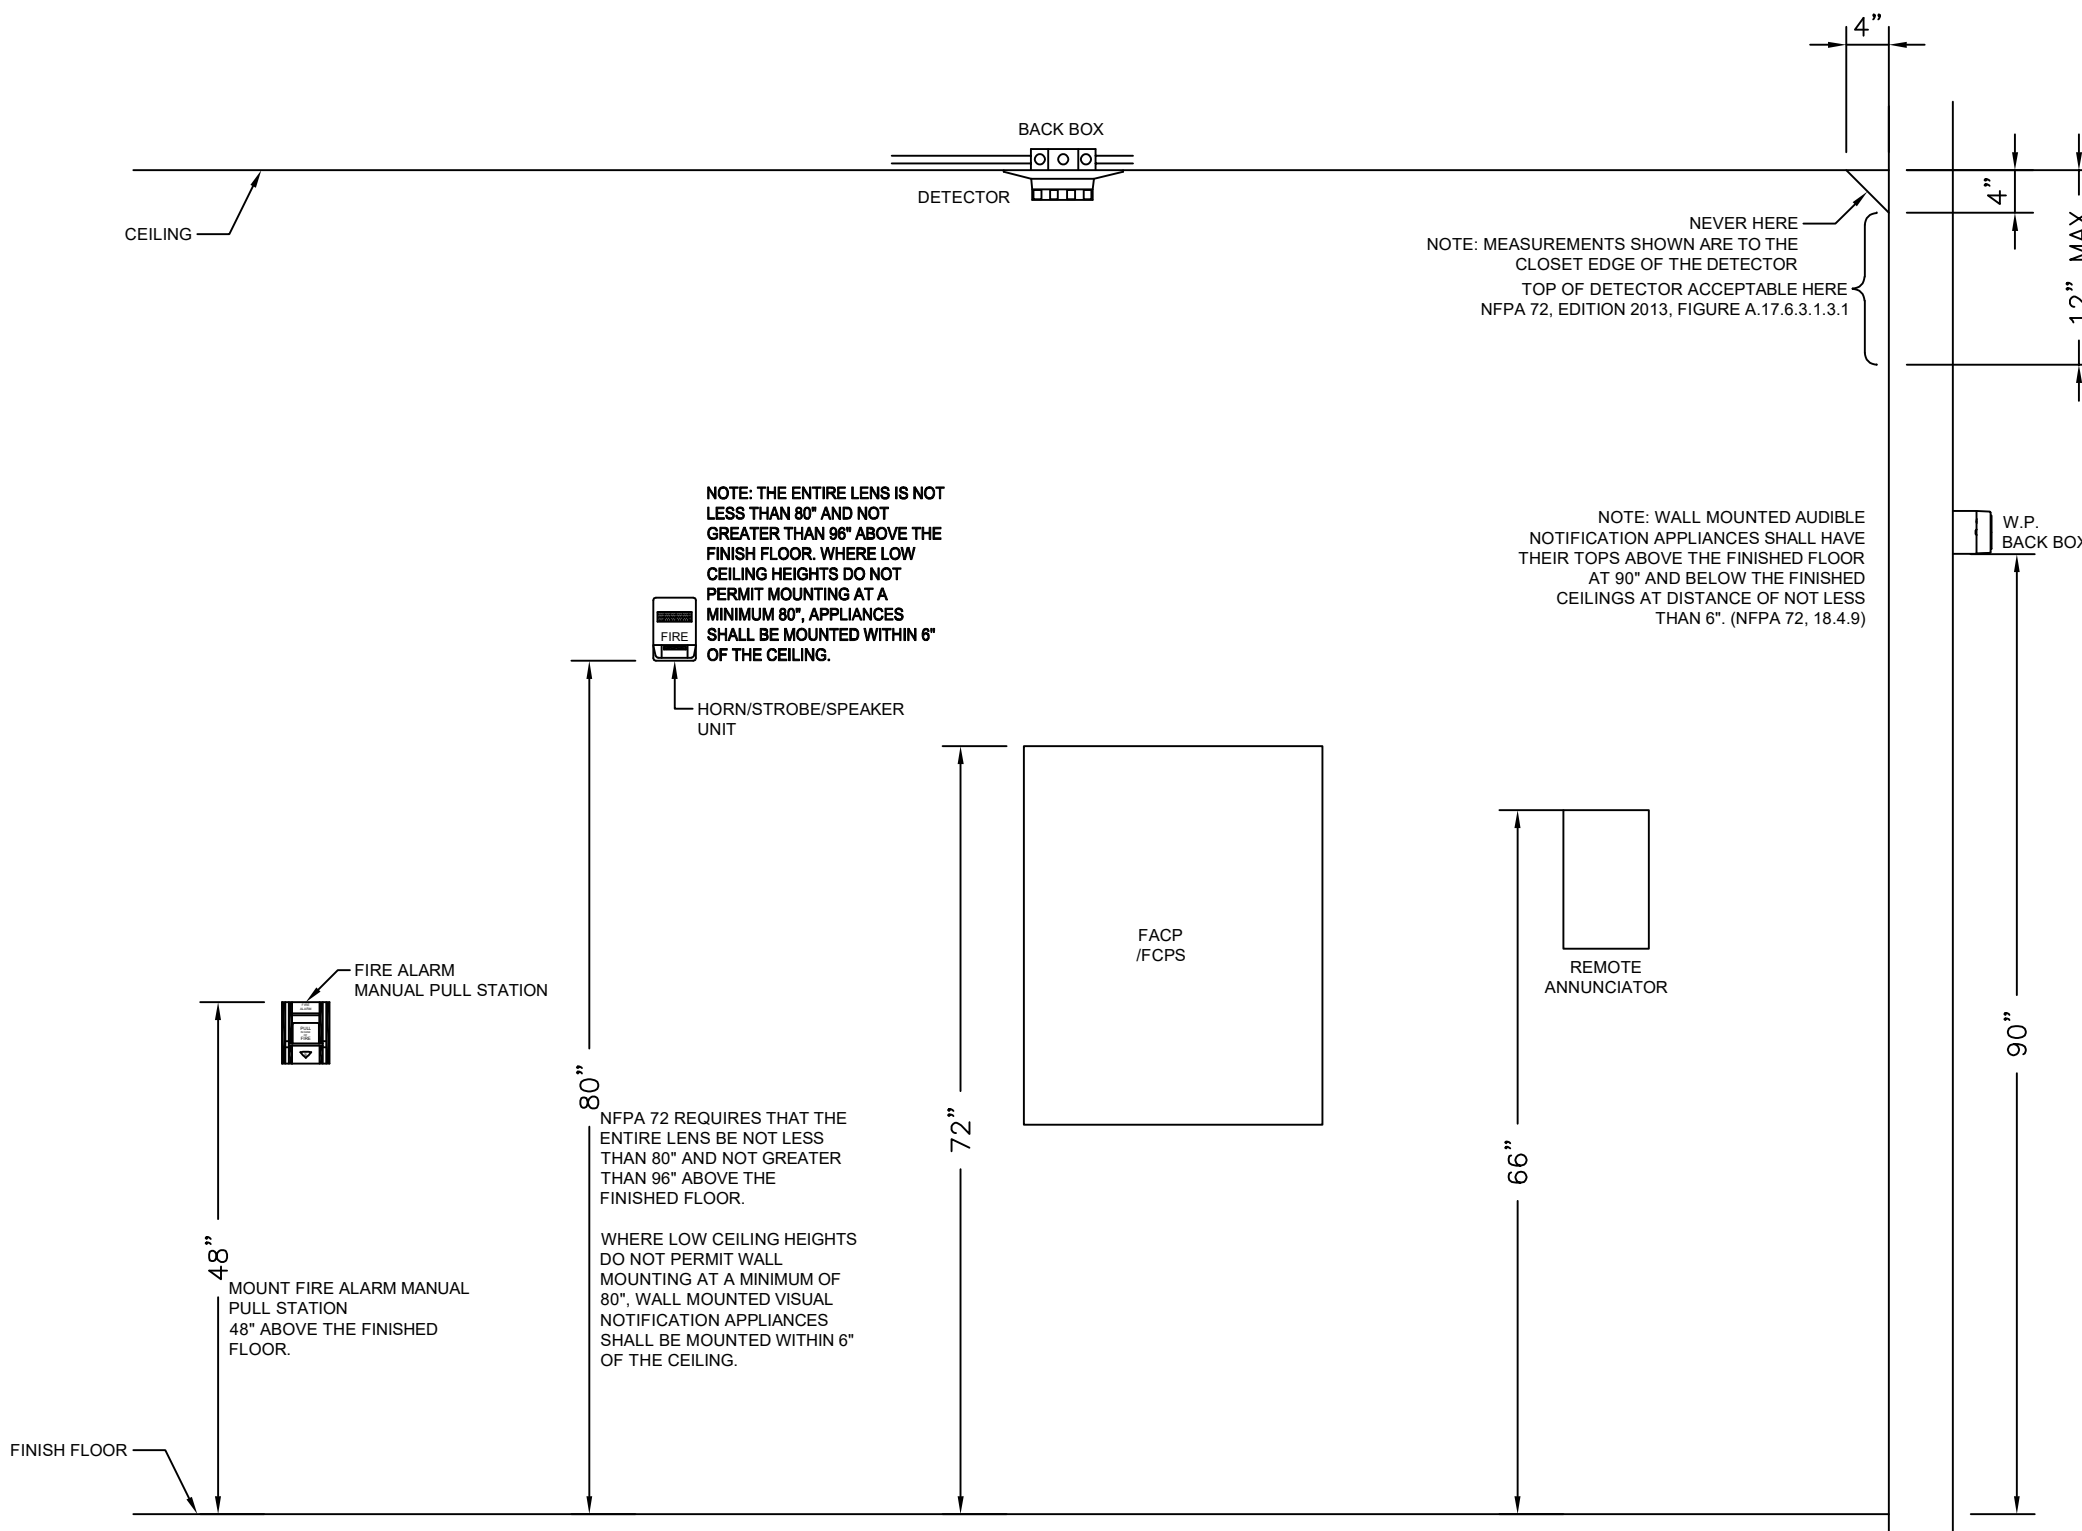 4"
BACK BOX
DETECTOR
CEILING
4"
12" MAX
NEVER HERE
NOTE: MEASUREMENTS SHOWN ARE TO THE
CLOSET EDGE OF THE DETECTOR
TOP OF DETECTOR ACCEPTABLE HERE
NFPA 72, EDITION 2013, FIGURE A.17.6.3.1.3.1
NOTE: THE ENTIRE LENS IS NOT
LESS THAN 80" AND NOT
GREATER THAN 96" ABOVE THE
FINISH FLOOR. WHERE LOW
CEILING HEIGHTS DO NOT
PERMIT MOUNTING AT A
MINIMUM 80", APPLIANCES
SHALL BE MOUNTED WITHIN 6"
OF THE CEILING.
FIRE
HORN/STROBE/SPEAKER
UNIT
NOTE: WALL MOUNTED AUDIBLE
NOTIFICATION APPLIANCES SHALL HAVE
THEIR TOPS ABOVE THE FINISHED FLOOR
AT 90" AND BELOW THE FINISHED
CEILINGS AT DISTANCE OF NOT LESS
THAN 6". (NFPA 72, 18.4.9)
W.P.
BACK BOX
FACP
/FCPS
REMOTE
ANNUNCIATOR
FIRE ALARM
MANUAL PULL STATION
FIRE
ALARM
PULL
FIRE
80"
72"
66"
90"
48"
NFPA 72 REQUIRES THAT THE
ENTIRE LENS BE NOT LESS
THAN 80" AND NOT GREATER
THAN 96" ABOVE THE
FINISHED FLOOR.
WHERE LOW CEILING HEIGHTS
DO NOT PERMIT WALL
MOUNTING AT A MINIMUM OF
80", WALL MOUNTED VISUAL
NOTIFICATION APPLIANCES
SHALL BE MOUNTED WITHIN 6"
OF THE CEILING.
MOUNT FIRE ALARM MANUAL
PULL STATION
48" ABOVE THE FINISHED
FLOOR.
FINISH FLOOR